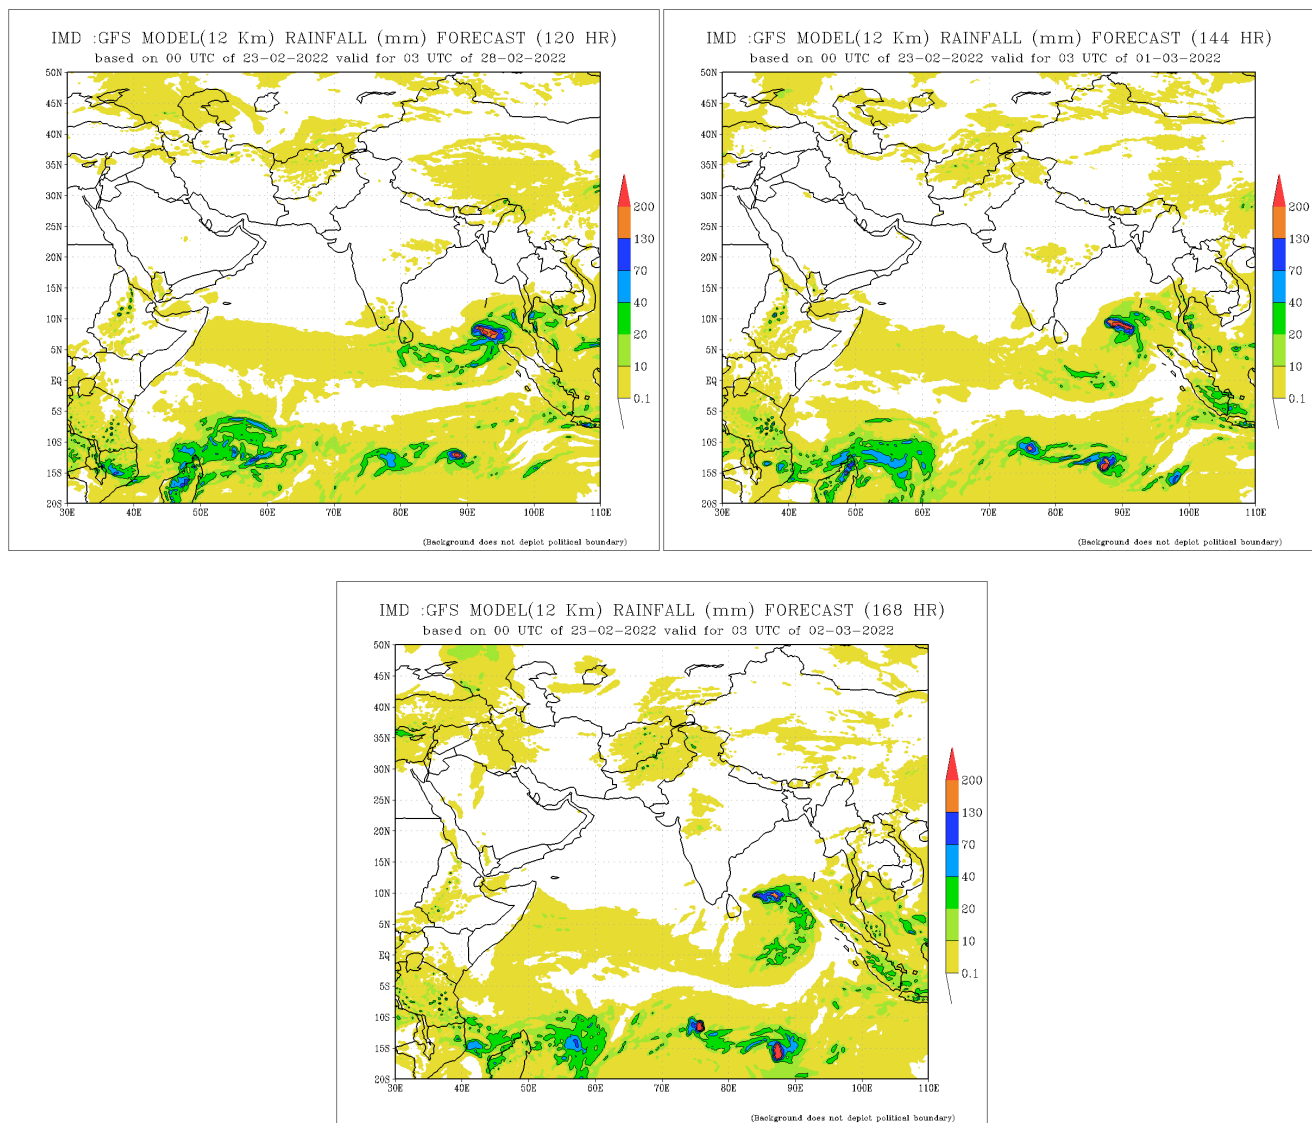 IMD :GFS MODEL(12 Km) RAINFALL (mm) FORECAST (120 HR)
based on 00 UTC of 23-02-2022 valid for 03 UTC of 28-02-2022
50N
45N
40N
35N
30N
25N
20N
15N
10N
5N
EQ
5S
10S
15S
20S
30E 40E 50E 60E 70E 80E 90E 100E 110E
200
130
70
40
20
10
0.1
(Background does not depict political boundary)
IMD :GFS MODEL(12 Km) RAINFALL (mm) FORECAST (144 HR)
based on 00 UTC of 23-02-2022 valid for 03 UTC of 01-03-2022
50N
45N
40N
35N
30N
25N
20N
15N
10N
5N
EQ
5S
10S
15S
20S
30E 40E 50E 60E 70E 80E 90E 100E 110E
200
130
70
40
20
10
0.1
(Background does not depict political boundary)
IMD :GFS MODEL(12 Km) RAINFALL (mm) FORECAST (168 HR)
based on 00 UTC of 23-02-2022 valid for 03 UTC of 02-03-2022
50N
45N
40N
35N
30N
25N
20N
15N
10N
5N
EQ
5S
10S
15S
20S
30E 40E 50E 60E 70E 80E 90E 100E 110E
200
130
70
40
20
10
0.1
(Background does not depict political boundary)